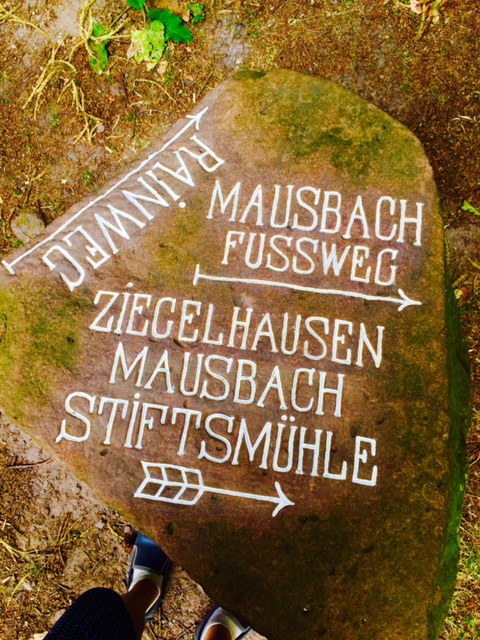 RAINWEG
MAUSBACH
FUSSWEG
ZIEGELHAUSEN
MAUSBACH
STIFTSMÜHLE